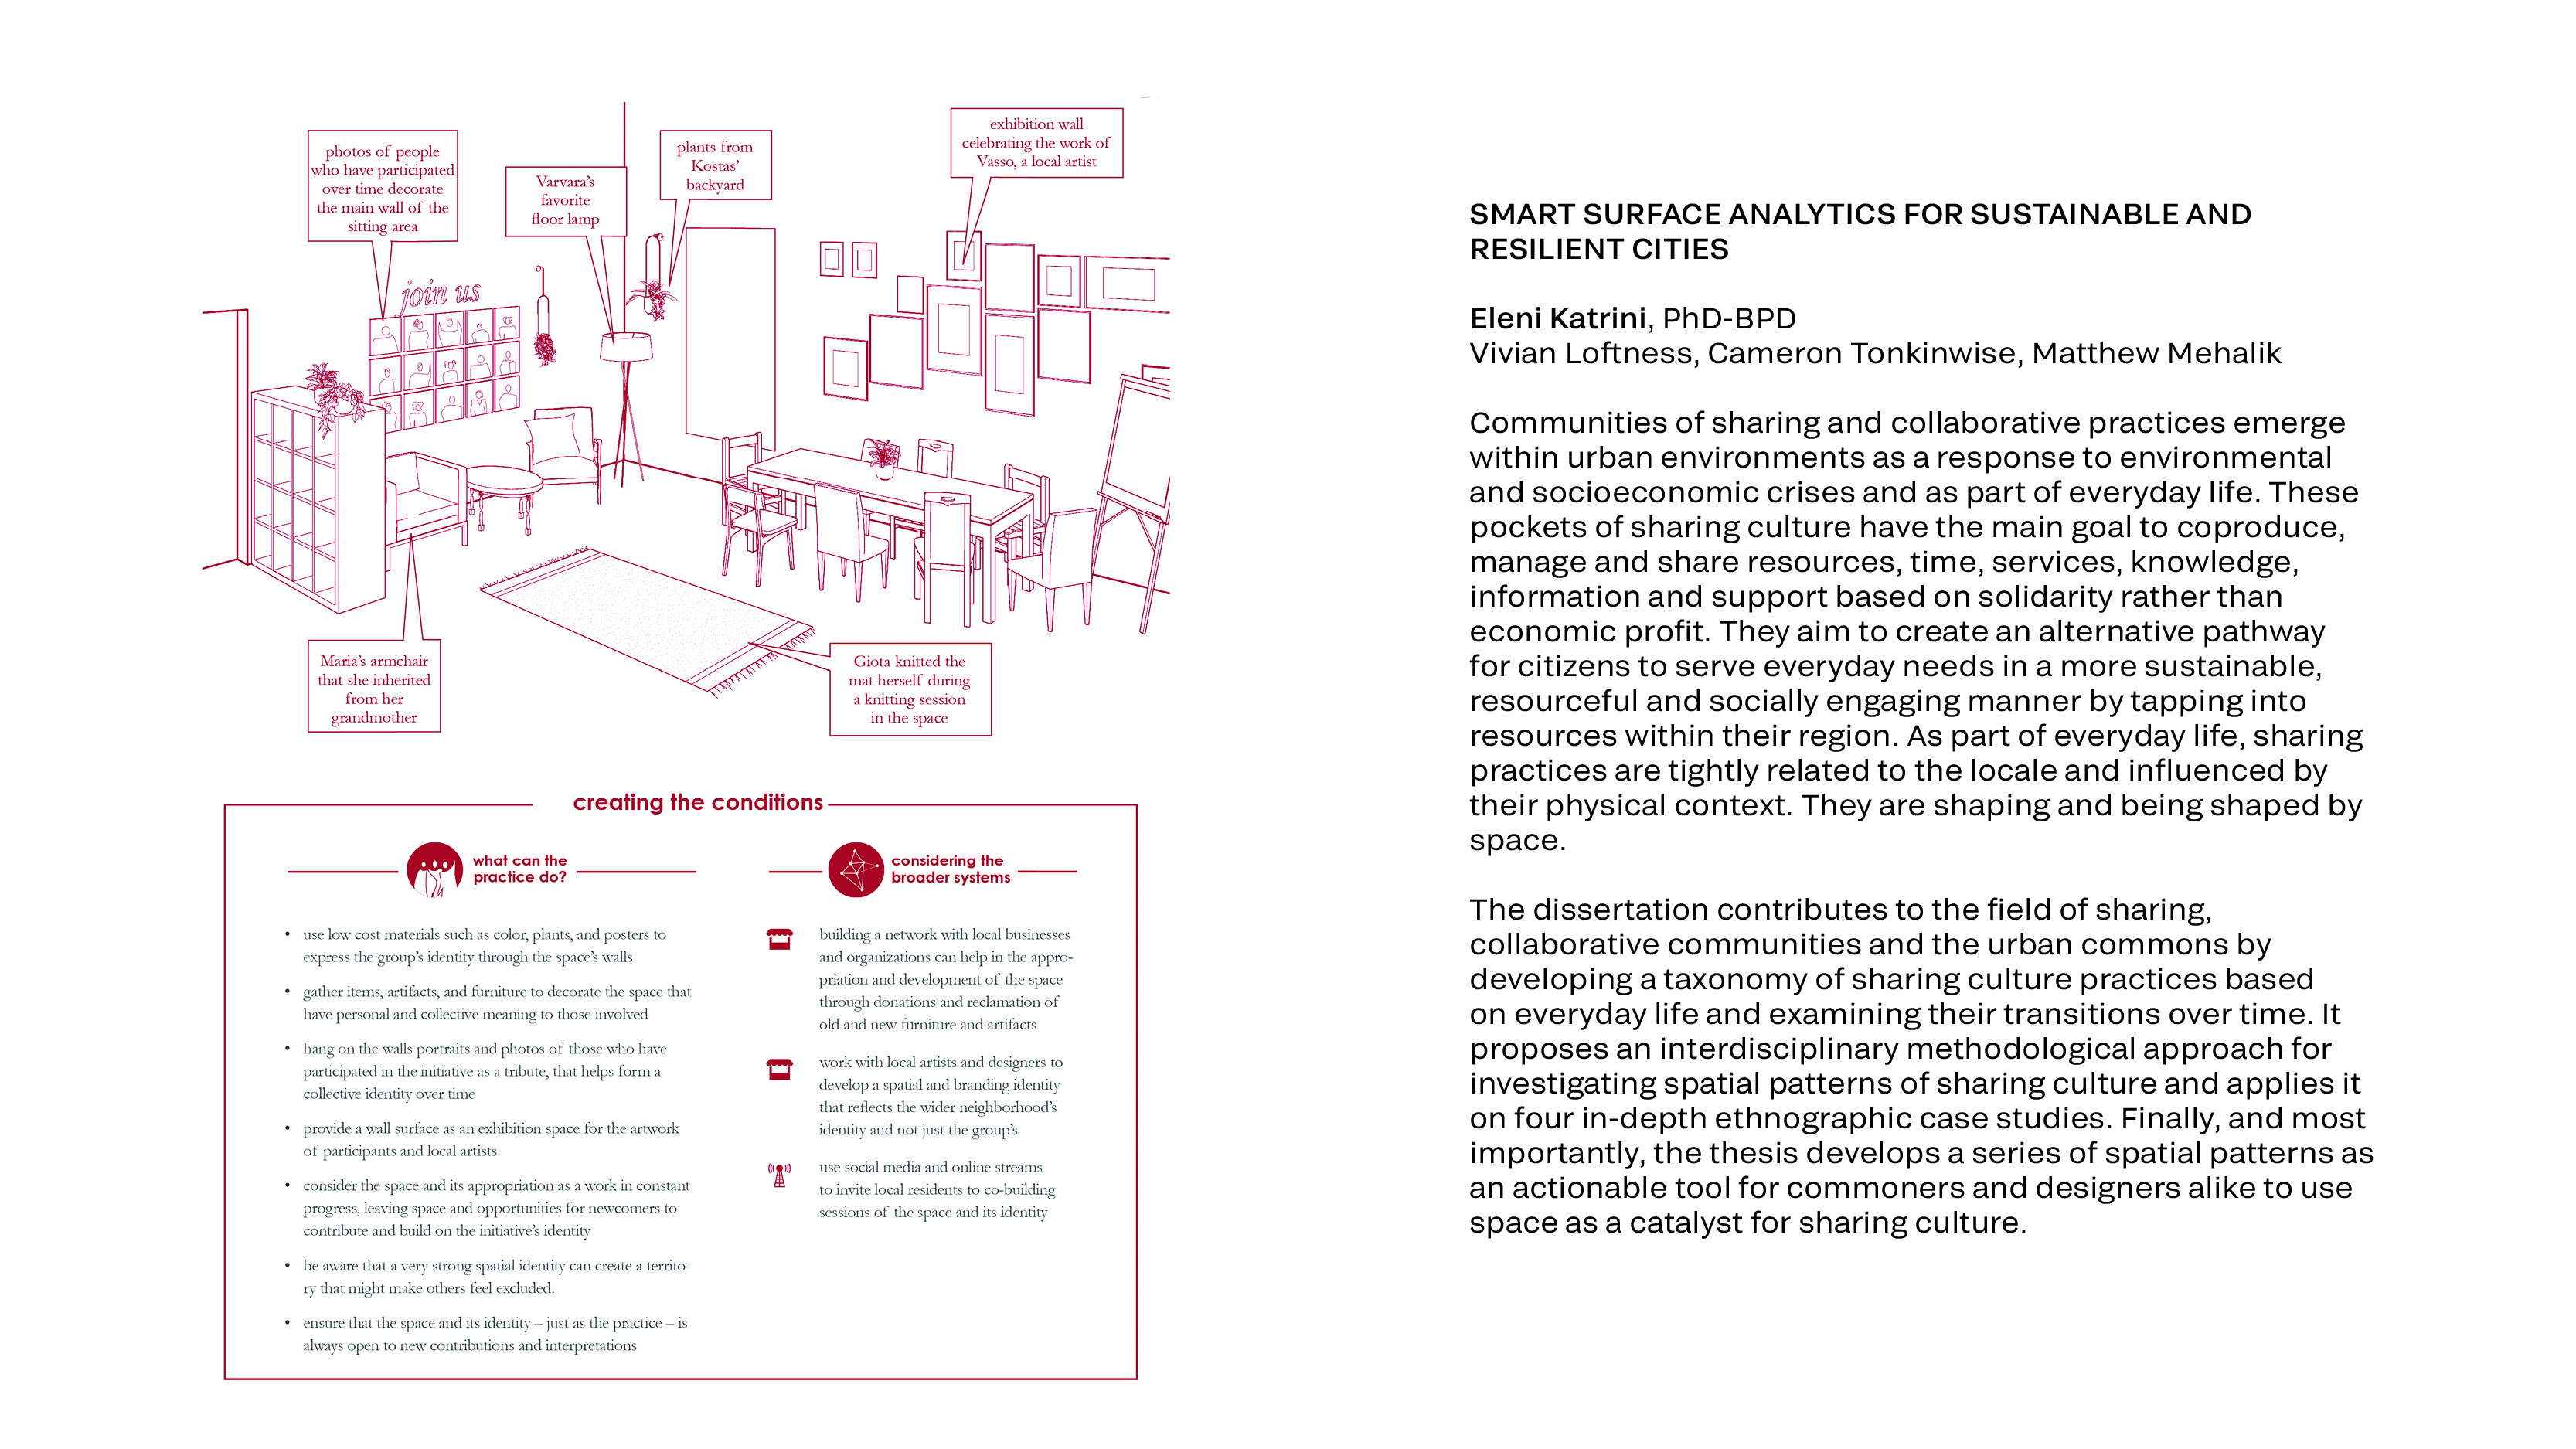 photos of people
who have participated
over time decorate
the main wall of the
sitting area
Varvara's
favorite
floor lamp
plants from
Kostas'
backyard
exhibition wall
celebrating the work of
Vasso, a local artist
join us
Maria's armchair
that she inherited
from her
grandmother
Giota knitted the
mat herself during
a knitting session
in the space
creating the conditions
what can the
practice do?
• use low cost materials such as color, plants, and posters to
express the group's identity through the space's walls
• gather items, artifacts, and furniture to decorate the space that
have personal and collective meaning to those involved
• hang on the walls portraits and photos of those who have
participated in the initiative as a tribute, that helps form a
collective identity over time
• provide a wall surface as an exhibition space for the artwork
of participants and local artists
• consider the space and its appropriation as a work in constant
progress, leaving space and opportunities for newcomers to
contribute and build on the initiative's identity
• be aware that a very strong spatial identity can create a territo-
ry that might make others feel excluded.
• ensure that the space and its identity – just as the practice – is
always open to new contributions and interpretations
considering the
broader systems
building a network with local businesses
and organizations can help in the appro-
priation and development of the space
through donations and reclamation of
old and new furniture and artifacts
work with local artists and designers to
develop a spatial and branding identity
that reflects the wider neighborhood's
identity and not just the group's
use social media and online streams
to invite local residents to co-building
sessions of the space and its identity
SMART SURFACE ANALYTICS FOR SUSTAINABLE AND
RESILIENT CITIES
Eleni Katrini, PhD-BPD
Vivian Loftness, Cameron Tonkinwise, Matthew Mehalik
Communities of sharing and collaborative practices emerge
within urban environments as a response to environmental
and socioeconomic crises and as part of everyday life. These
pockets of sharing culture have the main goal to coproduce,
manage and share resources, time, services, knowledge,
information and support based on solidarity rather than
economic profit. They aim to create an alternative pathway
for citizens to serve everyday needs in a more sustainable,
resourceful and socially engaging manner by tapping into
resources within their region. As part of everyday life, sharing
practices are tightly related to the locale and influenced by
their physical context. They are shaping and being shaped by
space.
The dissertation contributes to the field of sharing,
collaborative communities and the urban commons by
developing a taxonomy of sharing culture practices based
on everyday life and examining their transitions over time. It
proposes an interdisciplinary methodological approach for
investigating spatial patterns of sharing culture and applies it
on four in-depth ethnographic case studies. Finally, and most
importantly, the thesis develops a series of spatial patterns as
an actionable tool for commoners and designers alike to use
space as a catalyst for sharing culture.